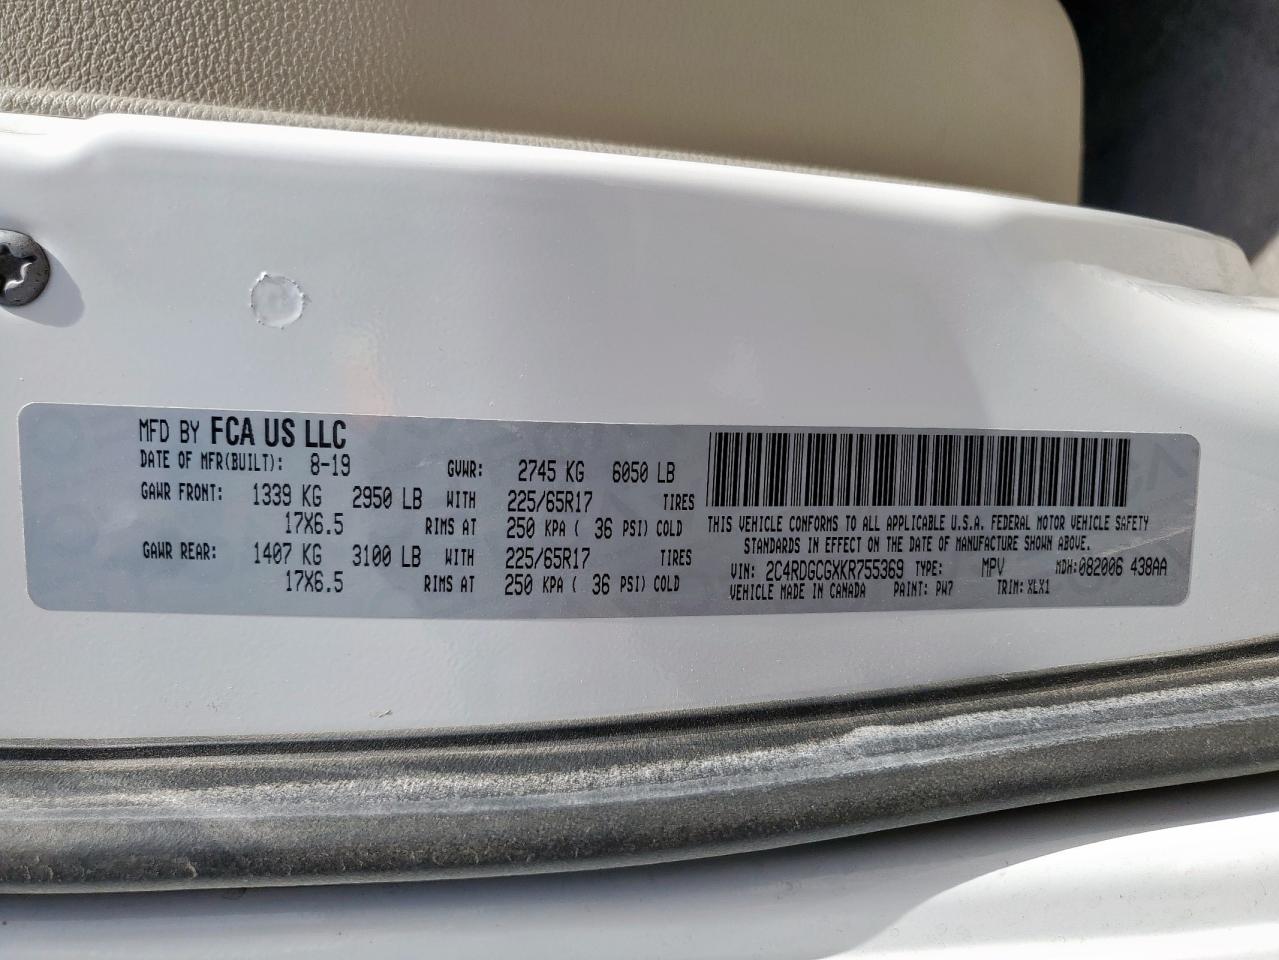 MFD BY FCA US LLC
DATE OF MFR(BUILT): 8-19 GVWR: 2745 KG 6050 LB
GAWR FRONT: 1339 KG 2950 LB WITH 225/65R17 TIRES
17X6.5 RIMS AT 250 KPA ( 36 PSI) COLD
GAWR REAR: 1407 KG 3100 LB WITH 225/65R17 TIRES
17X6.5 RIMS AT 250 KPA ( 36 PSI) COLD
THIS VEHICLE CONFORMS TO ALL APPLICABLE U.S.A. FEDERAL MOTOR VEHICLE SAFETY
STANDARDS IN EFFECT ON THE DATE OF MANUFACTURE SHOWN ABOVE.
VIN: 2C4RDGCGXKR755369 TYPE: MPV MDH:082006 438AA
VEHICLE MADE IN CANADA PAINT: PW7 TRIM: XLX1